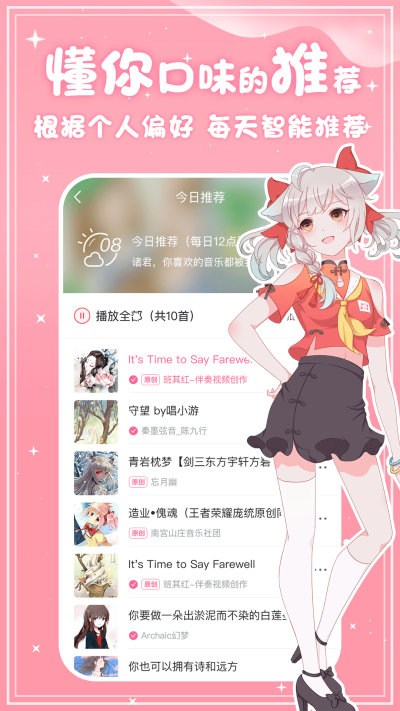 懂你口味的推荐
根据个人偏好 每天智能推荐
今日推荐
08
今日推荐（每日12点
诸君，你喜欢的音乐都被
播放全部（共10首）
It's Time to Say Farewell
原创 班其红-伴奏视频创作
守望 by唱小游
秦墨弦音_陈九行
青岩枕梦【剑三东方宇轩方碧
原创 忘月幽
造业•傀魂（王者荣耀庞统原创同
原创 南宫山庄音乐社团
It's Time to Say Farewell
原创 班其红-伴奏视频创作
你要做一朵出淤泥而不染的白莲
Archaic幻梦
你也可以拥有诗和远方